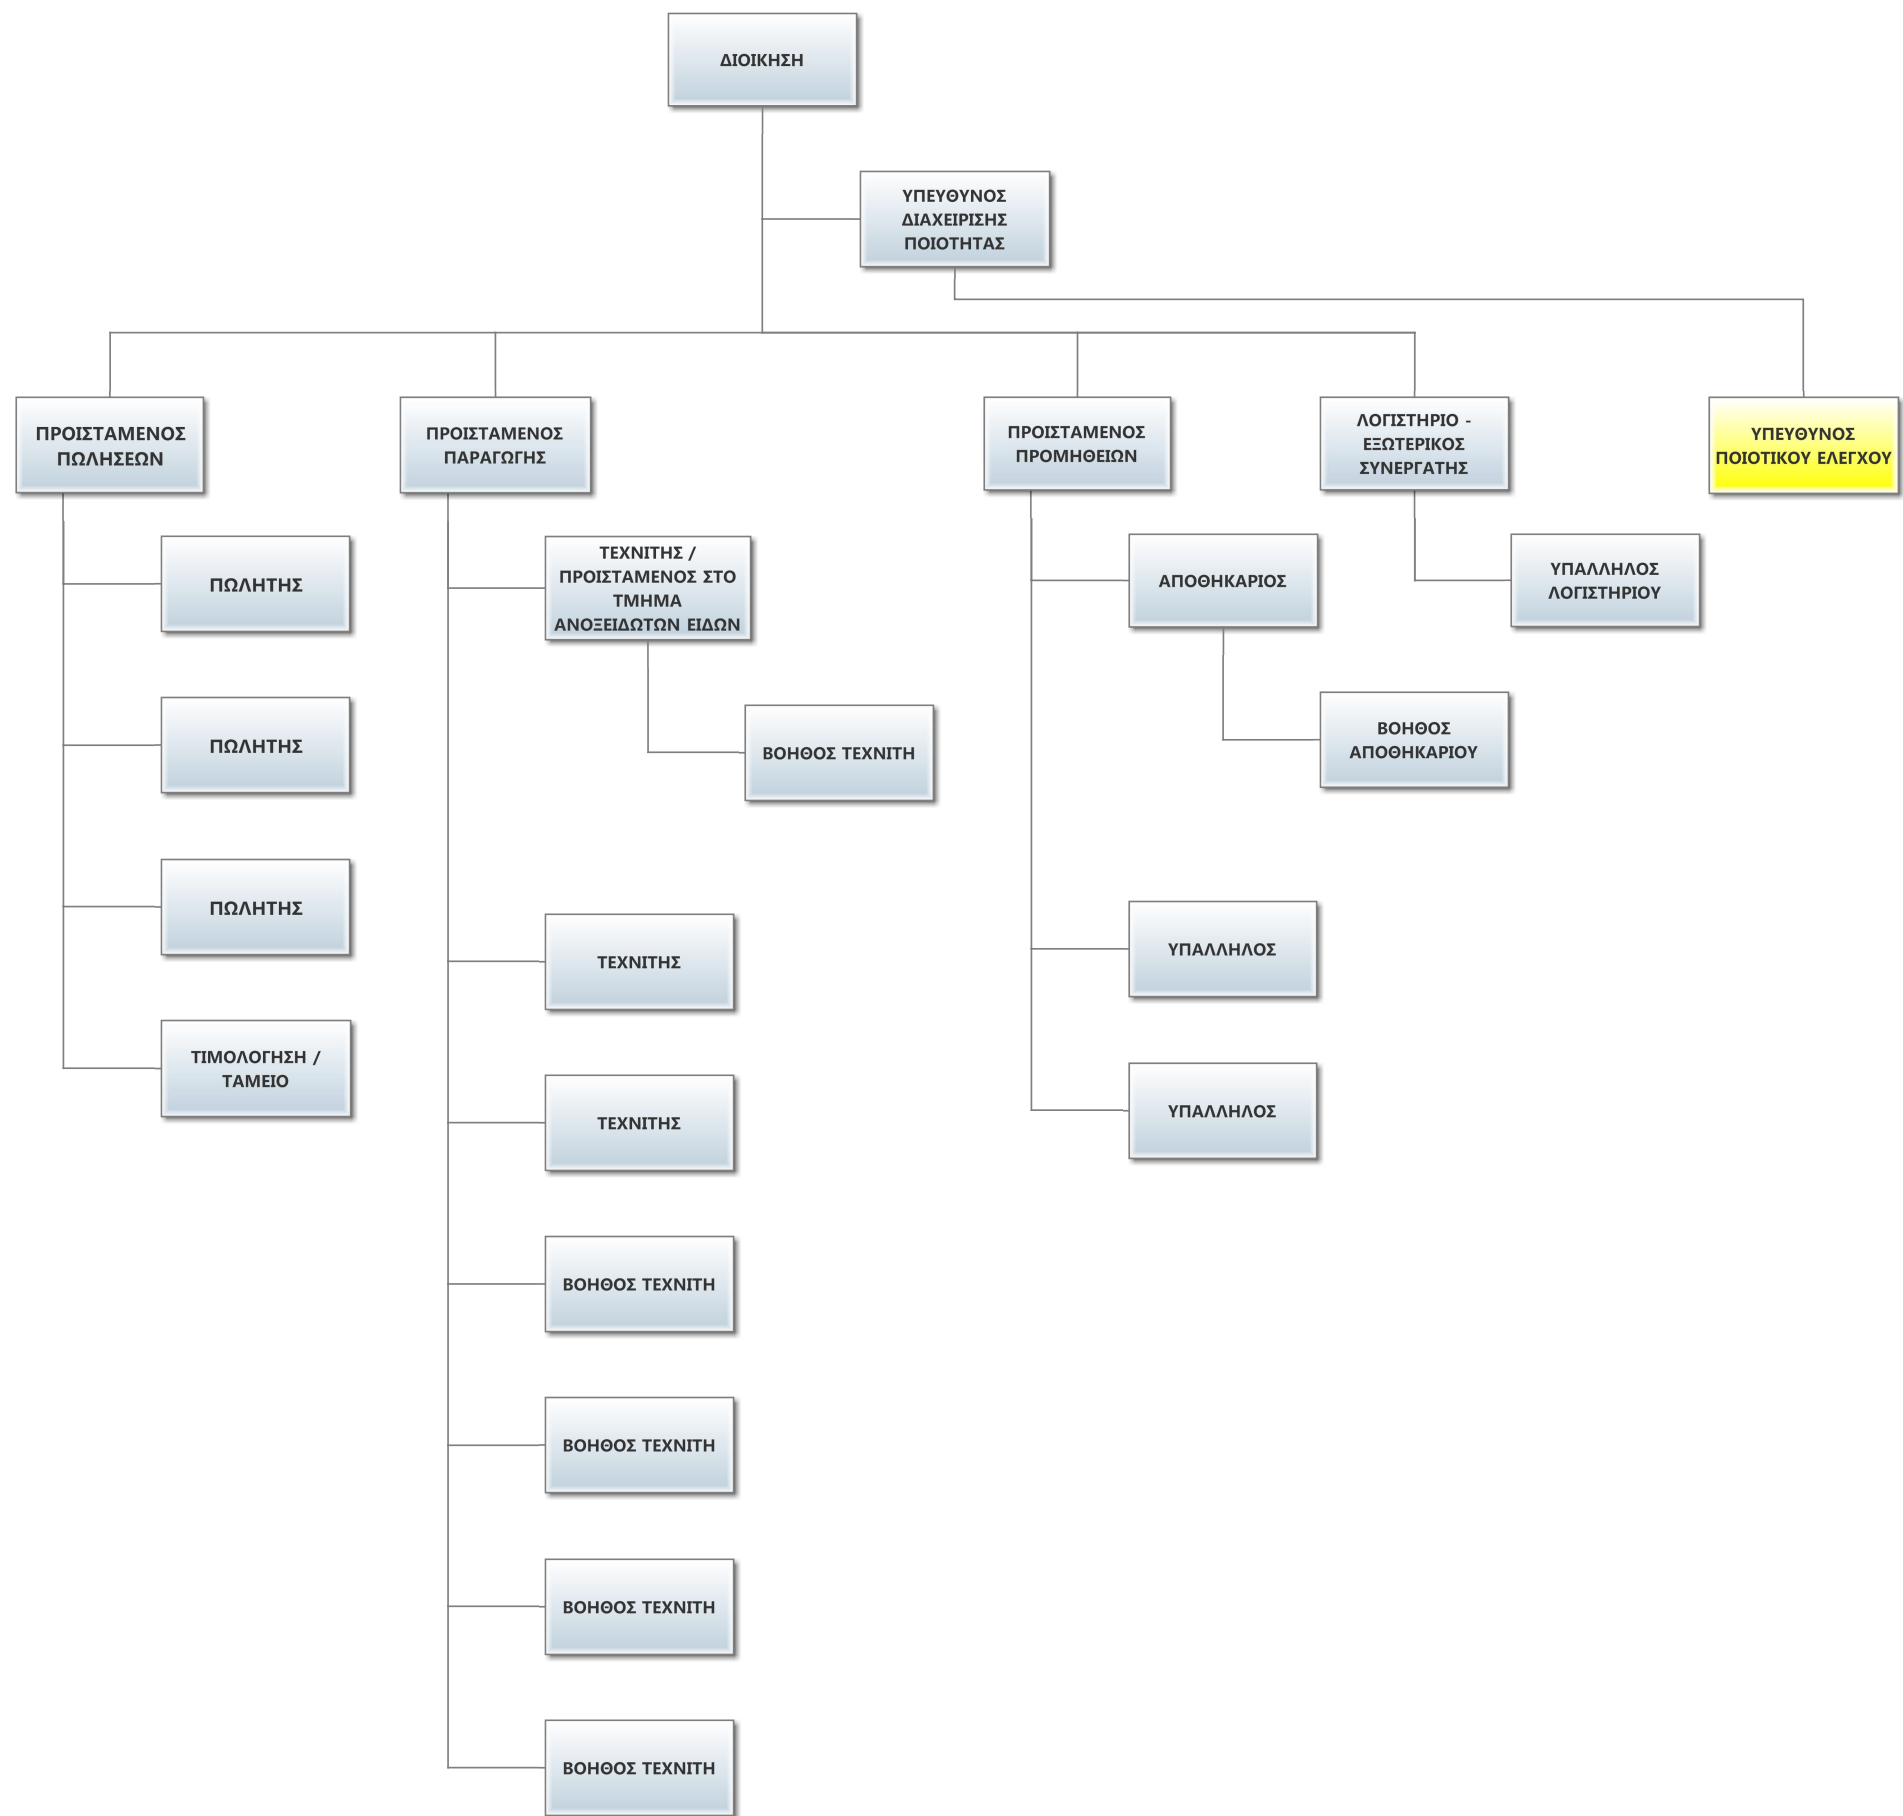 ΔΙΟΙΚΗΣΗ
ΥΠΕΥΘΥΝΟΣ
ΔΙΑΧΕΙΡΙΣΗΣ
ΠΟΙΟΤΗΤΑΣ
ΠΡΟΙΣΤΑΜΕΝΟΣ
ΠΩΛΗΣΕΩΝ
ΠΡΟΙΣΤΑΜΕΝΟΣ
ΠΑΡΑΓΩΓΗΣ
ΠΡΟΙΣΤΑΜΕΝΟΣ
ΠΡΟΜΗΘΕΙΩΝ
ΛΟΓΙΣΤΗΡΙΟ -
ΕΞΩΤΕΡΙΚΟΣ
ΣΥΝΕΡΓΑΤΗΣ
ΥΠΕΥΘΥΝΟΣ
ΠΟΙΟΤΙΚΟΥ ΕΛΕΓΧΟΥ
ΠΩΛΗΤΗΣ
ΤΕΧΝΙΤΗΣ /
ΠΡΟΙΣΤΑΜΕΝΟΣ ΣΤΟ
ΤΜΗΜΑ
ΑΝΟΞΕΙΔΩΤΩΝ ΕΙΔΩΝ
ΑΠΟΘΗΚΑΡΙΟΣ
ΥΠΑΛΛΗΛΟΣ
ΛΟΓΙΣΤΗΡΙΟΥ
ΠΩΛΗΤΗΣ
ΒΟΗΘΟΣ ΤΕΧΝΙΤΗ
ΒΟΗΘΟΣ
ΑΠΟΘΗΚΑΡΙΟΥ
ΠΩΛΗΤΗΣ
ΤΕΧΝΙΤΗΣ
ΥΠΑΛΛΗΛΟΣ
ΤΙΜΟΛΟΓΗΣΗ /
ΤΑΜΕΙΟ
ΤΕΧΝΙΤΗΣ
ΥΠΑΛΛΗΛΟΣ
ΒΟΗΘΟΣ ΤΕΧΝΙΤΗ
ΒΟΗΘΟΣ ΤΕΧΝΙΤΗ
ΒΟΗΘΟΣ ΤΕΧΝΙΤΗ
ΒΟΗΘΟΣ ΤΕΧΝΙΤΗ